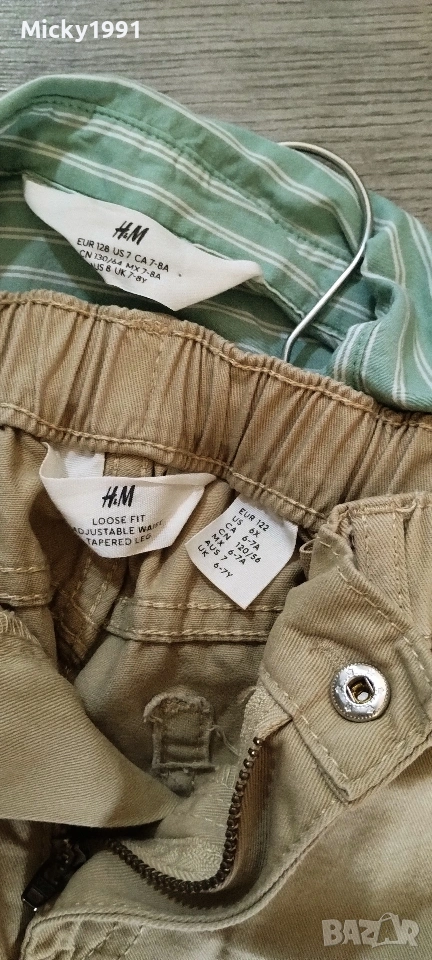 Micky1991
H&M
EUR 128 US 7 CA 7-8A
CN 130/64 MX 7-8A
AUS 8 UK 7-8Y
H&M
LOOSE FIT
ADJUSTABLE WAIST
TAPERED LEG
EUR 122
US 6X
CA 6-7A
CN 120/56
MX 6-7A
AUS 7
UK 6-7Y
BAZAR